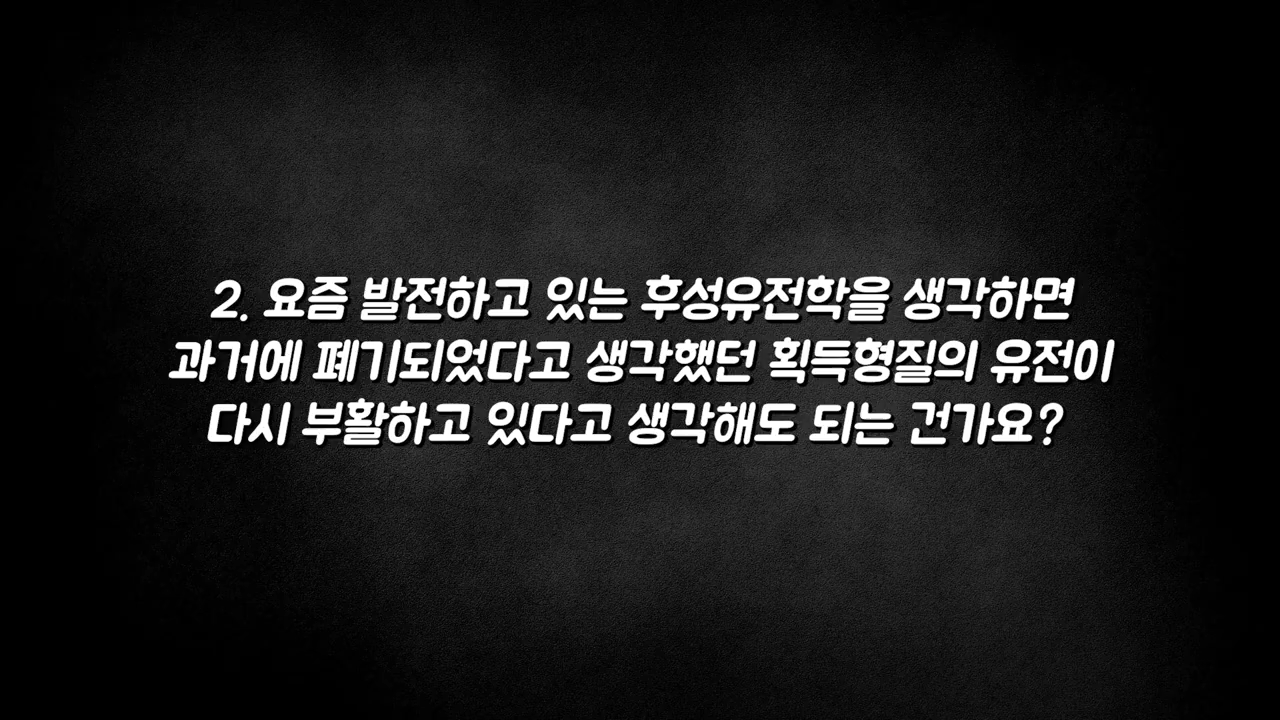 2. 요즘 발전하고 있는 후성유전학을 생각하면
과거에 폐기되었다고 생각했던 획득형질의 유전이
다시 부활하고 있다고 생각해도 되는 건가요?